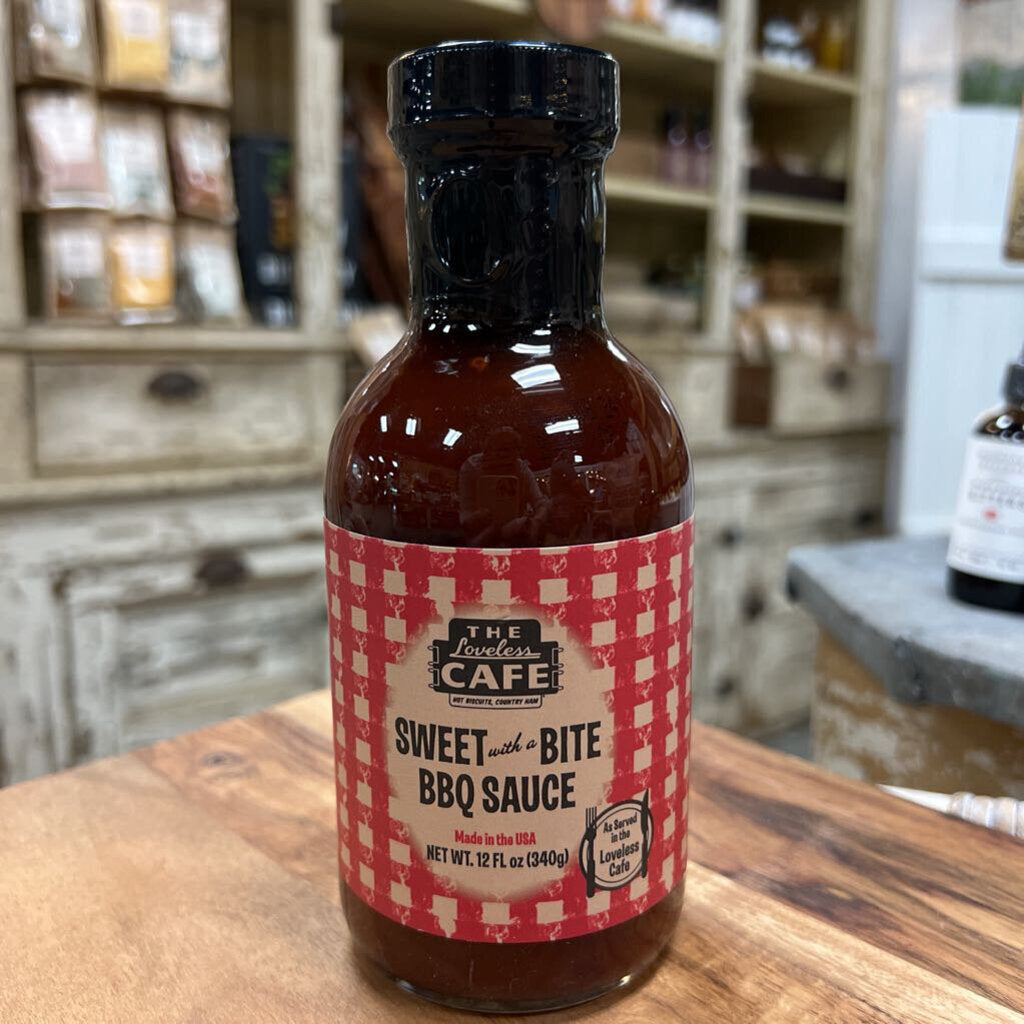 THE
Loveless
CAFE
HOT BISCUITS, COUNTRY HAM
SWEET with a BITE
BBQ SAUCE
Made in the USA
NET WT. 12 FL oz (340g)
As Served
in the
Loveless
Cafe